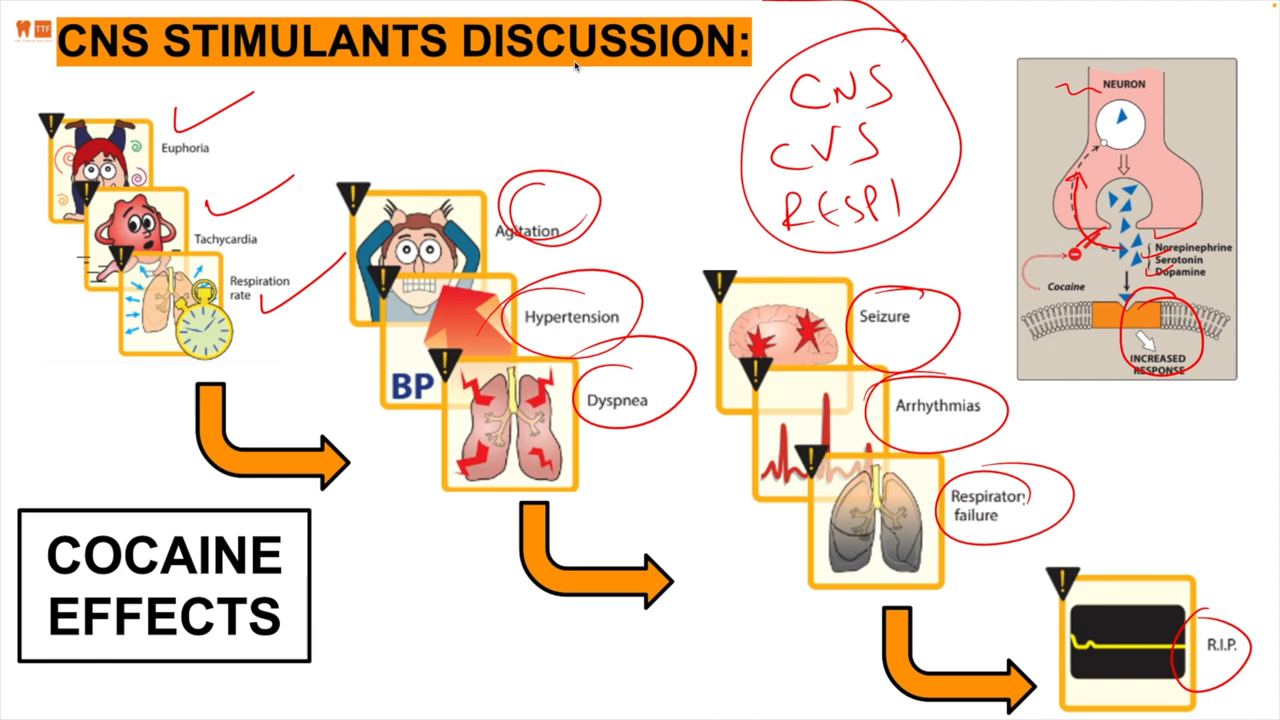 TTF
CNS STIMULANTS DISCUSSION:
CNS
CVS
RESPI
Euphoria
Tachycardia
Respiration
rate
Agitation
Hypertension
BP
Dyspnea
Seizure
Arrhythmias
Respiratory
failure
R.I.P.
NEURON
Norepinephrine
Serotonin
Dopamine
Cocaine
INCREASED
RESPONSE
COCAINE
EFFECTS